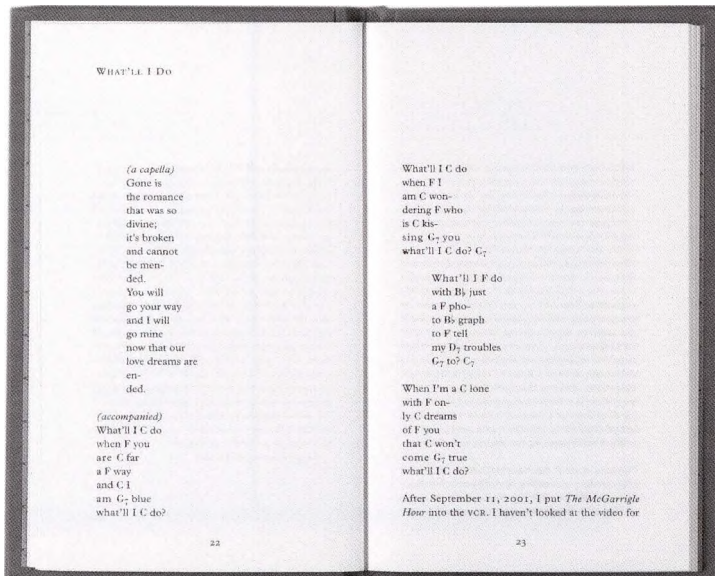 WHAT'LL I DO
(a capella)
Gone is
the romance
that was so
divine;
it's broken
and cannot
be men-
ded.
You will
go your way
and I will
go mine
now that our
love dreams are
en-
ded.
(accompanied)
What'll I C do
when F you
are C far
a F way
and C I
am G7 blue
what'll I C do?
22
What'll I C do
when F I
am C won-
dering F who
is C kis-
sing G7 you
what'll I C do? C7
What'll I F do
with B♭ just
a F pho-
to B♭ graph
to F tell
my D7 troubles
G7 to? C7
When I'm a C lone
with F on-
ly C dreams
of F you
that C won't
come G7 true
what'll I C do?
After September 11, 2001, I put The McGarrigle
Hour into the VCR. I haven't looked at the video for
23